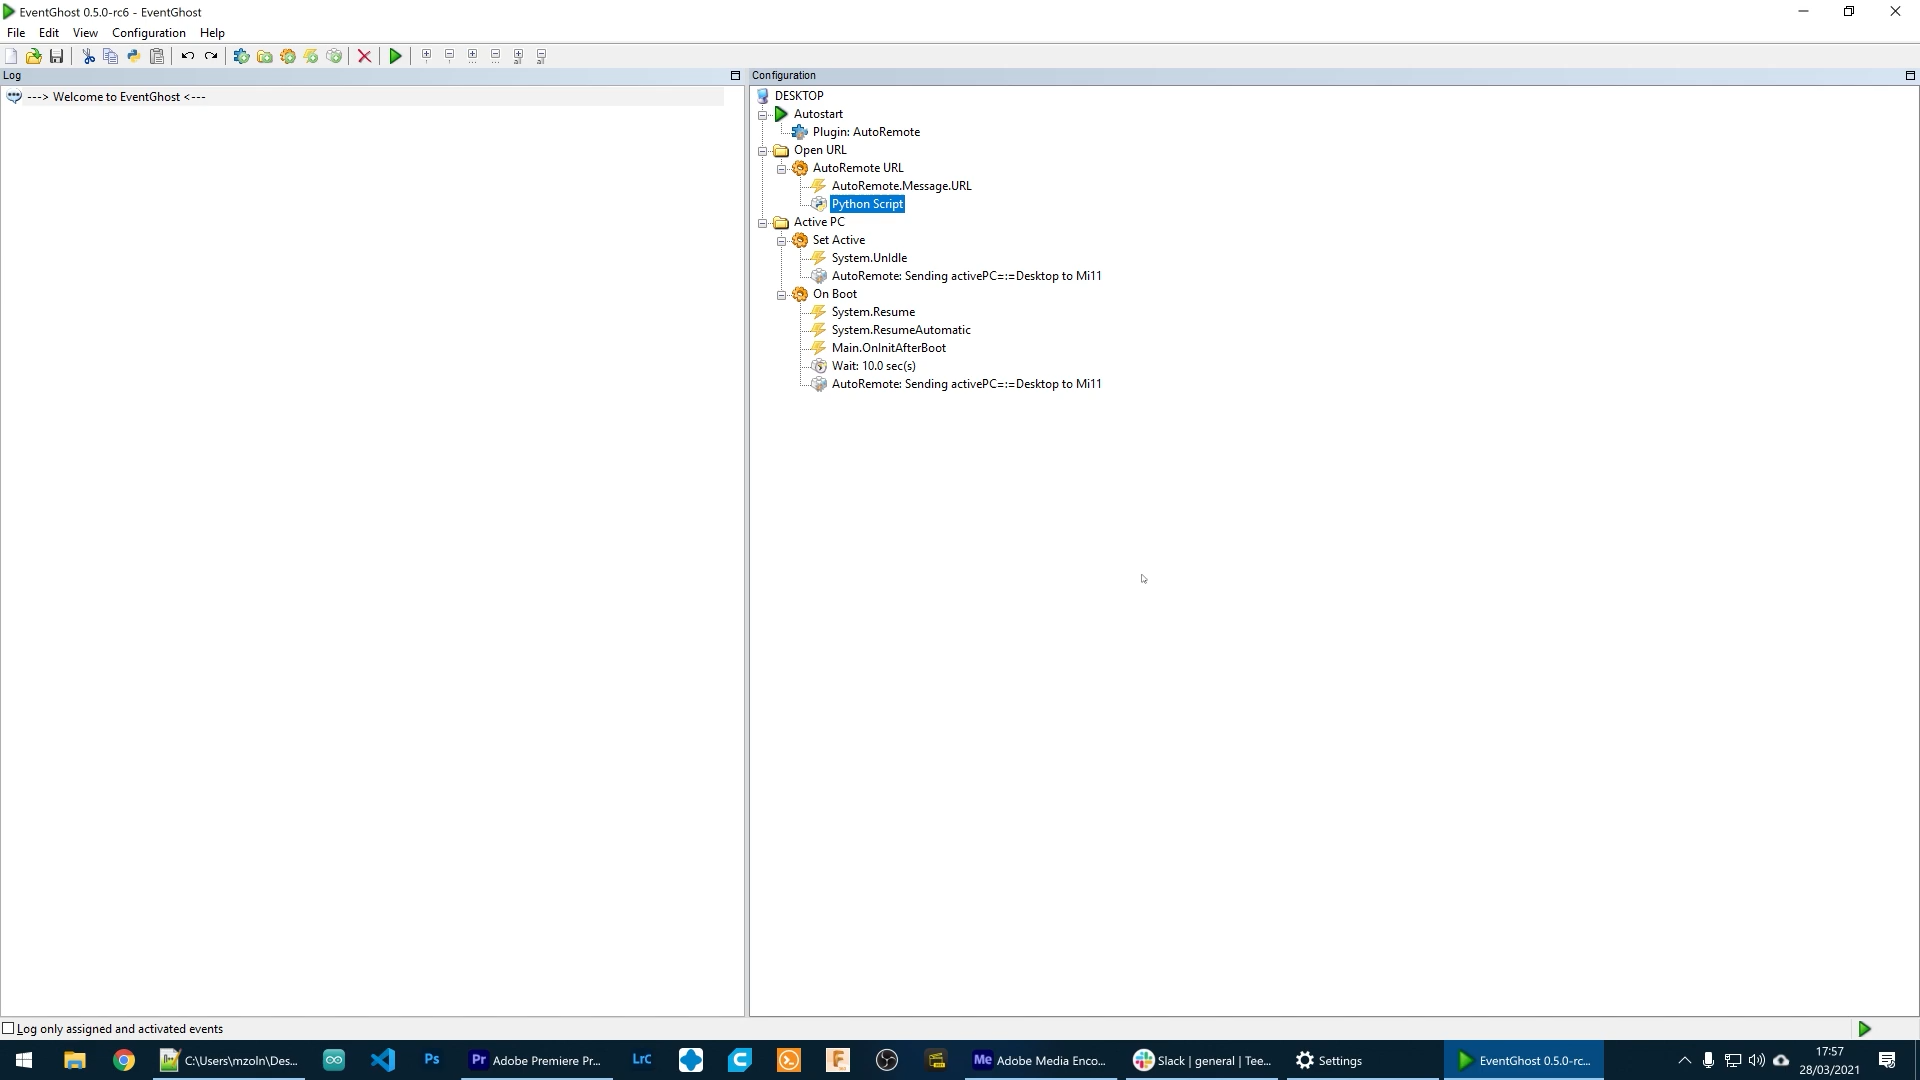 EventGhost 0.5.0-rc6 - EventGhost
File Edit View Configuration Help
Log
---> Welcome to EventGhost <---
Configuration
DESKTOP
Autostart
Plugin: AutoRemote
Open URL
AutoRemote URL
AutoRemote.Message.URL
Python Script
Active PC
Set Active
System.UnIdle
AutoRemote: Sending activePC=:=Desktop to Mi11
On Boot
System.Resume
System.ResumeAutomatic
Main.OnInitAfterBoot
Wait: 10.0 sec(s)
AutoRemote: Sending activePC=:=Desktop to Mi11
Log only assigned and activated events
C:\Users\mzoln\Des...
Ps
Pr Adobe Premiere Pr...
LrC
Me Adobe Media Enco...
Slack | general | Tee...
Settings
EventGhost 0.5.0-rc...
17:57
28/03/2021